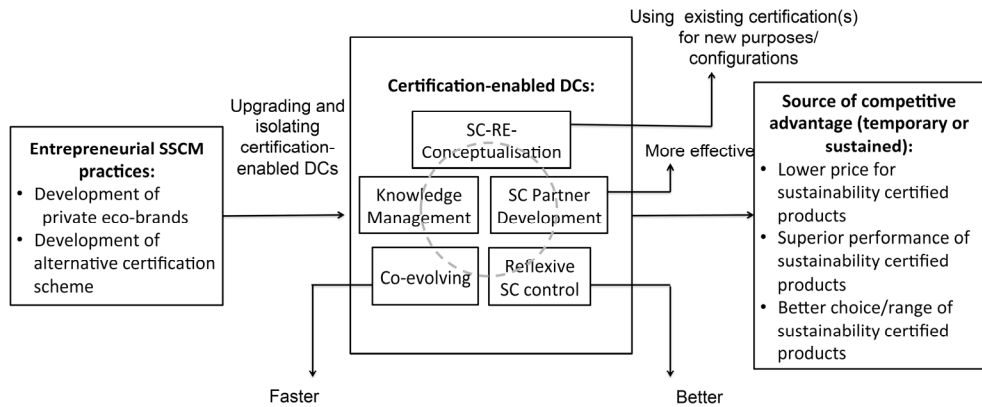 Using existing certification(s)
for new purposes/
configurations
Certification-enabled DCs:
SC-RE-
Conceptualisation
Knowledge
Management
SC Partner
Development
Co-evolving
Reflexive
SC control
Upgrading and
isolating
certification-
enabled DCs
Entrepreneurial SSCM
practices:
• Development of
private eco-brands
• Development of
alternative certification
scheme
More effective
Source of competitive
advantage (temporary or
sustained):
• Lower price for
sustainability certified
products
• Superior performance of
sustainability certified
products
• Better choice/range of
sustainability certified
products
Faster
Better